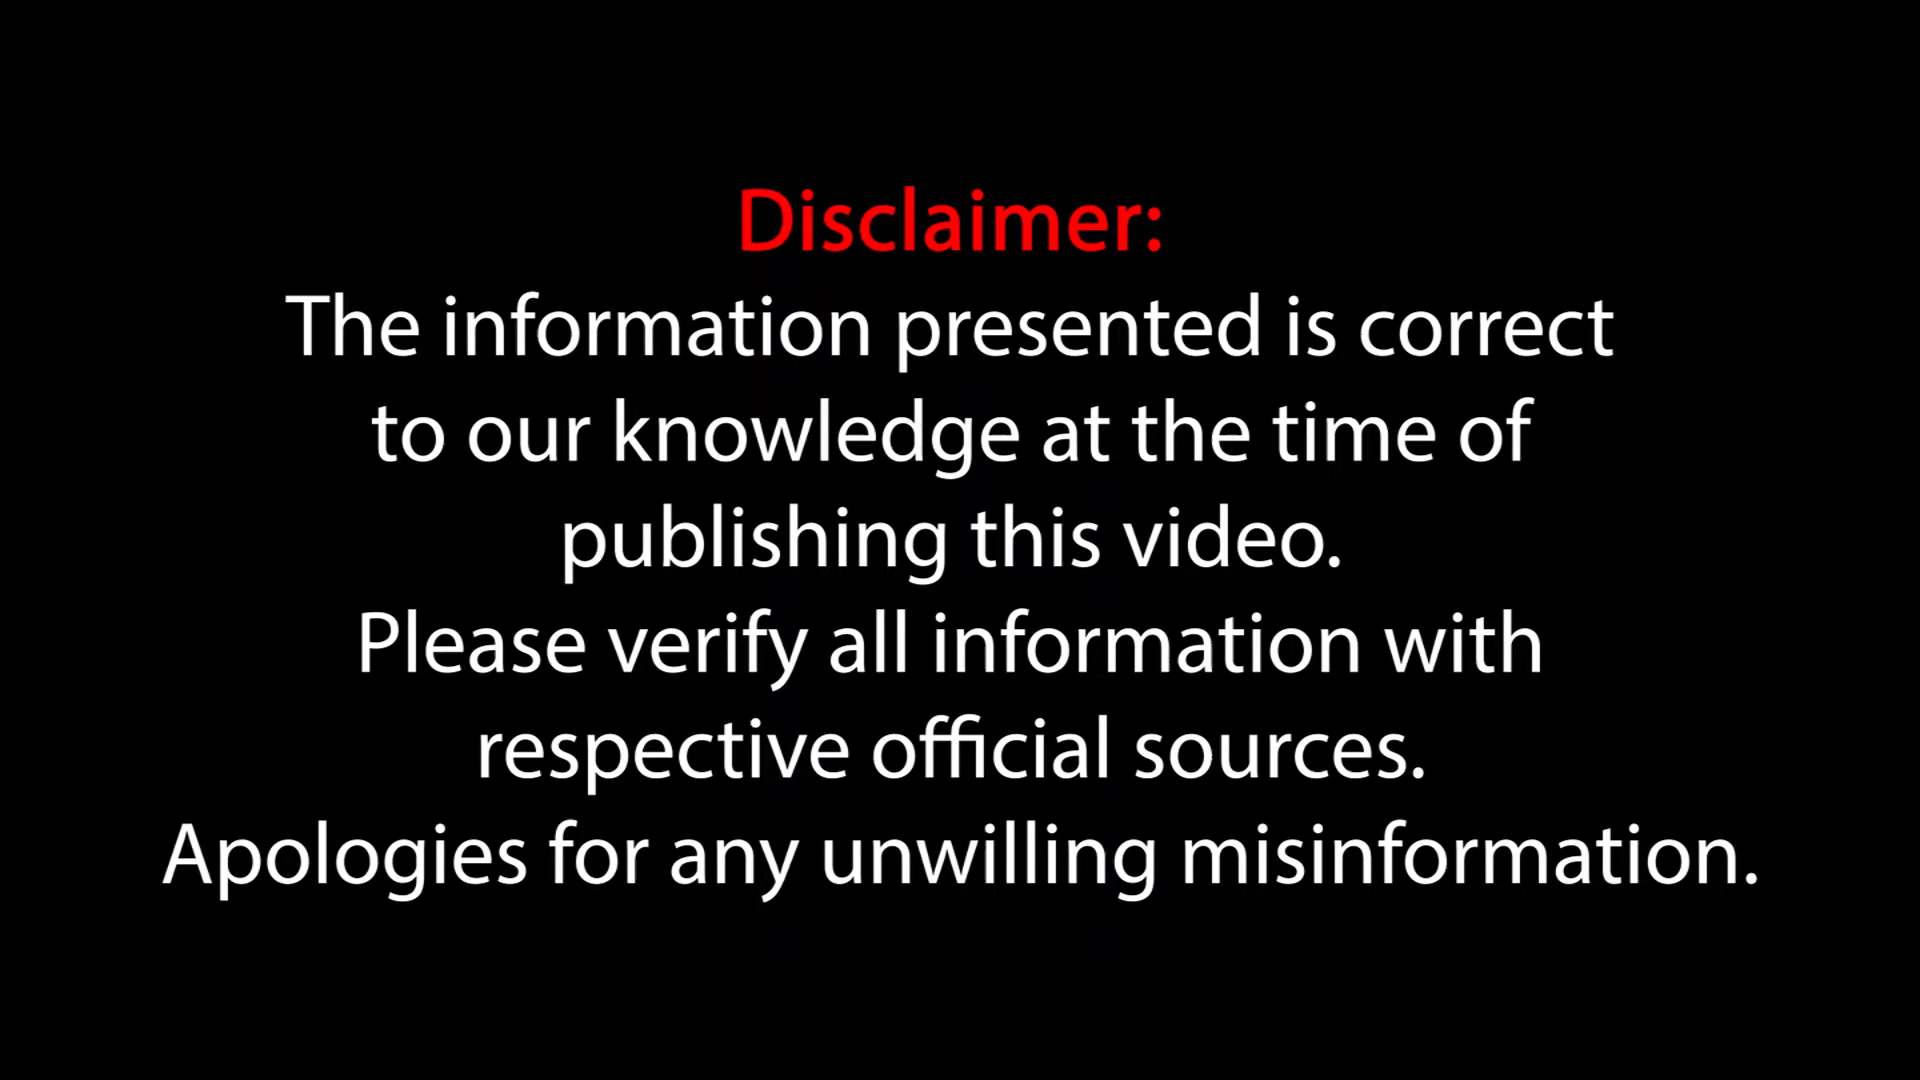 Disclaimer:
The information presented is correct
to our knowledge at the time of
publishing this video.
Please verify all information with
respective official sources.
Apologies for any unwilling misinformation.